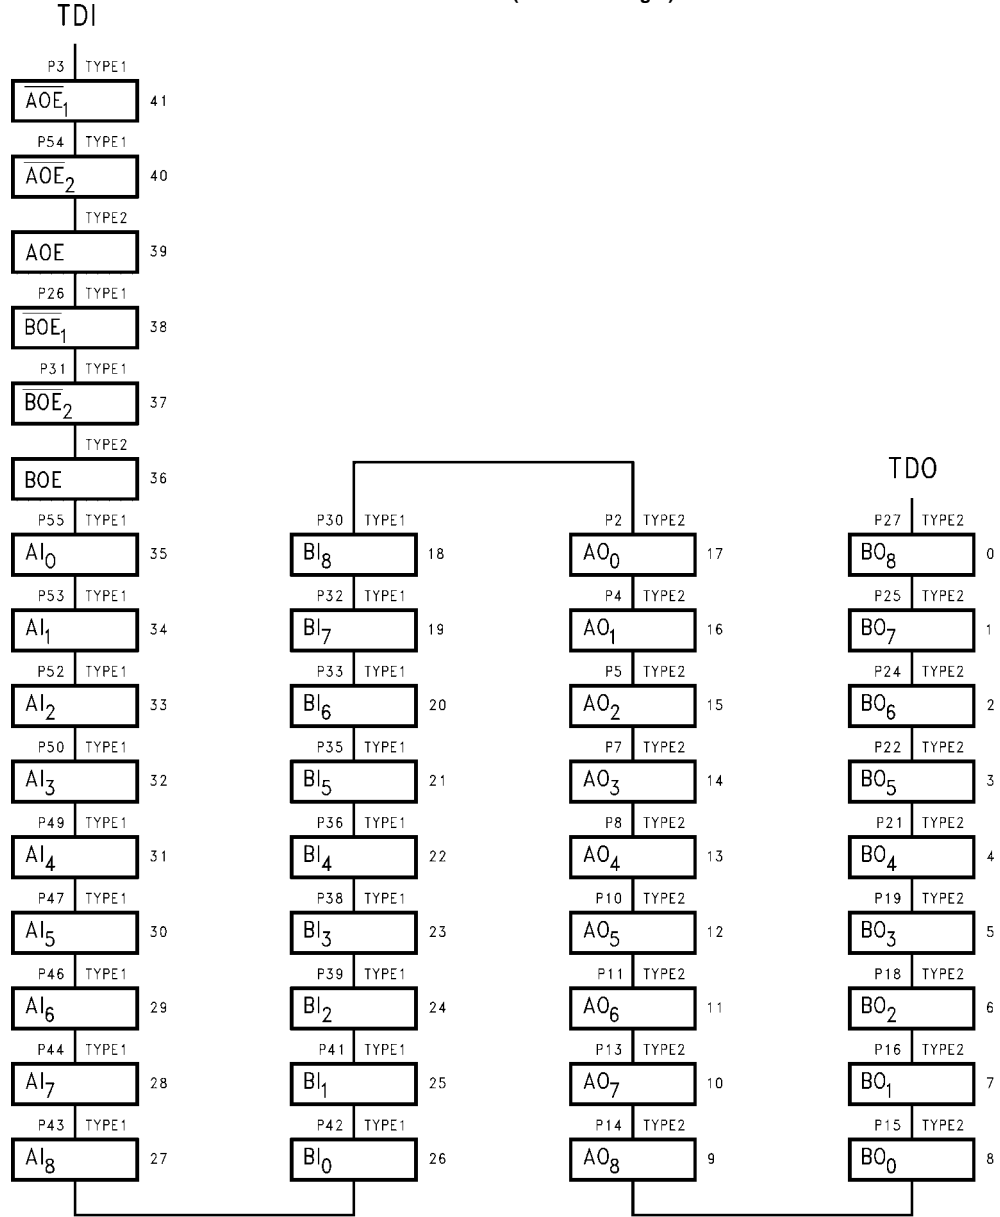 TDI
P3 TYPE1
AOE1 41
P54 TYPE1
AOE2 40
TYPE2
AOE 39
P26 TYPE1
BOE1 38
P31 TYPE1
BOE2 37
TYPE2
BOE 36
P55 TYPE1
AI0 35
P53 TYPE1
AI1 34
P52 TYPE1
AI2 33
P50 TYPE1
AI3 32
P49 TYPE1
AI4 31
P47 TYPE1
AI5 30
P46 TYPE1
AI6 29
P44 TYPE1
AI7 28
P43 TYPE1
AI8 27
P30 TYPE1
BI8 18
P32 TYPE1
BI7 19
P33 TYPE1
BI6 20
P35 TYPE1
BI5 21
P36 TYPE1
BI4 22
P38 TYPE1
BI3 23
P39 TYPE1
BI2 24
P41 TYPE1
BI1 25
P42 TYPE1
BI0 26
P2 TYPE2
AO0 17
P4 TYPE2
AO1 16
P5 TYPE2
AO2 15
P7 TYPE2
AO3 14
P8 TYPE2
AO4 13
P10 TYPE2
AO5 12
P11 TYPE2
AO6 11
P13 TYPE2
AO7 10
P14 TYPE2
AO8 9
TDO
P27 TYPE2
BO8 0
P25 TYPE2
BO7 1
P24 TYPE2
BO6 2
P22 TYPE2
BO5 3
P21 TYPE2
BO4 4
P19 TYPE2
BO3 5
P18 TYPE2
BO2 6
P16 TYPE2
BO1 7
P15 TYPE2
BO0 8